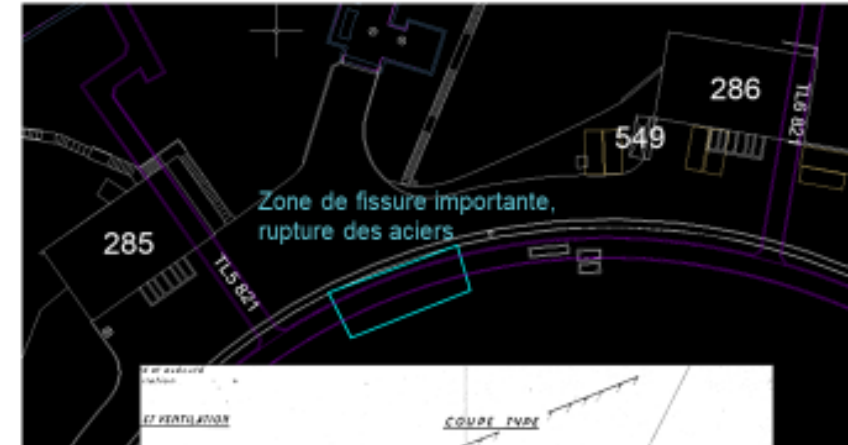 286
TL6 821
549
Zone de fissure importante,
rupture des aciers
285
TL5 821
ET VENTILATION
COUPE TYPE